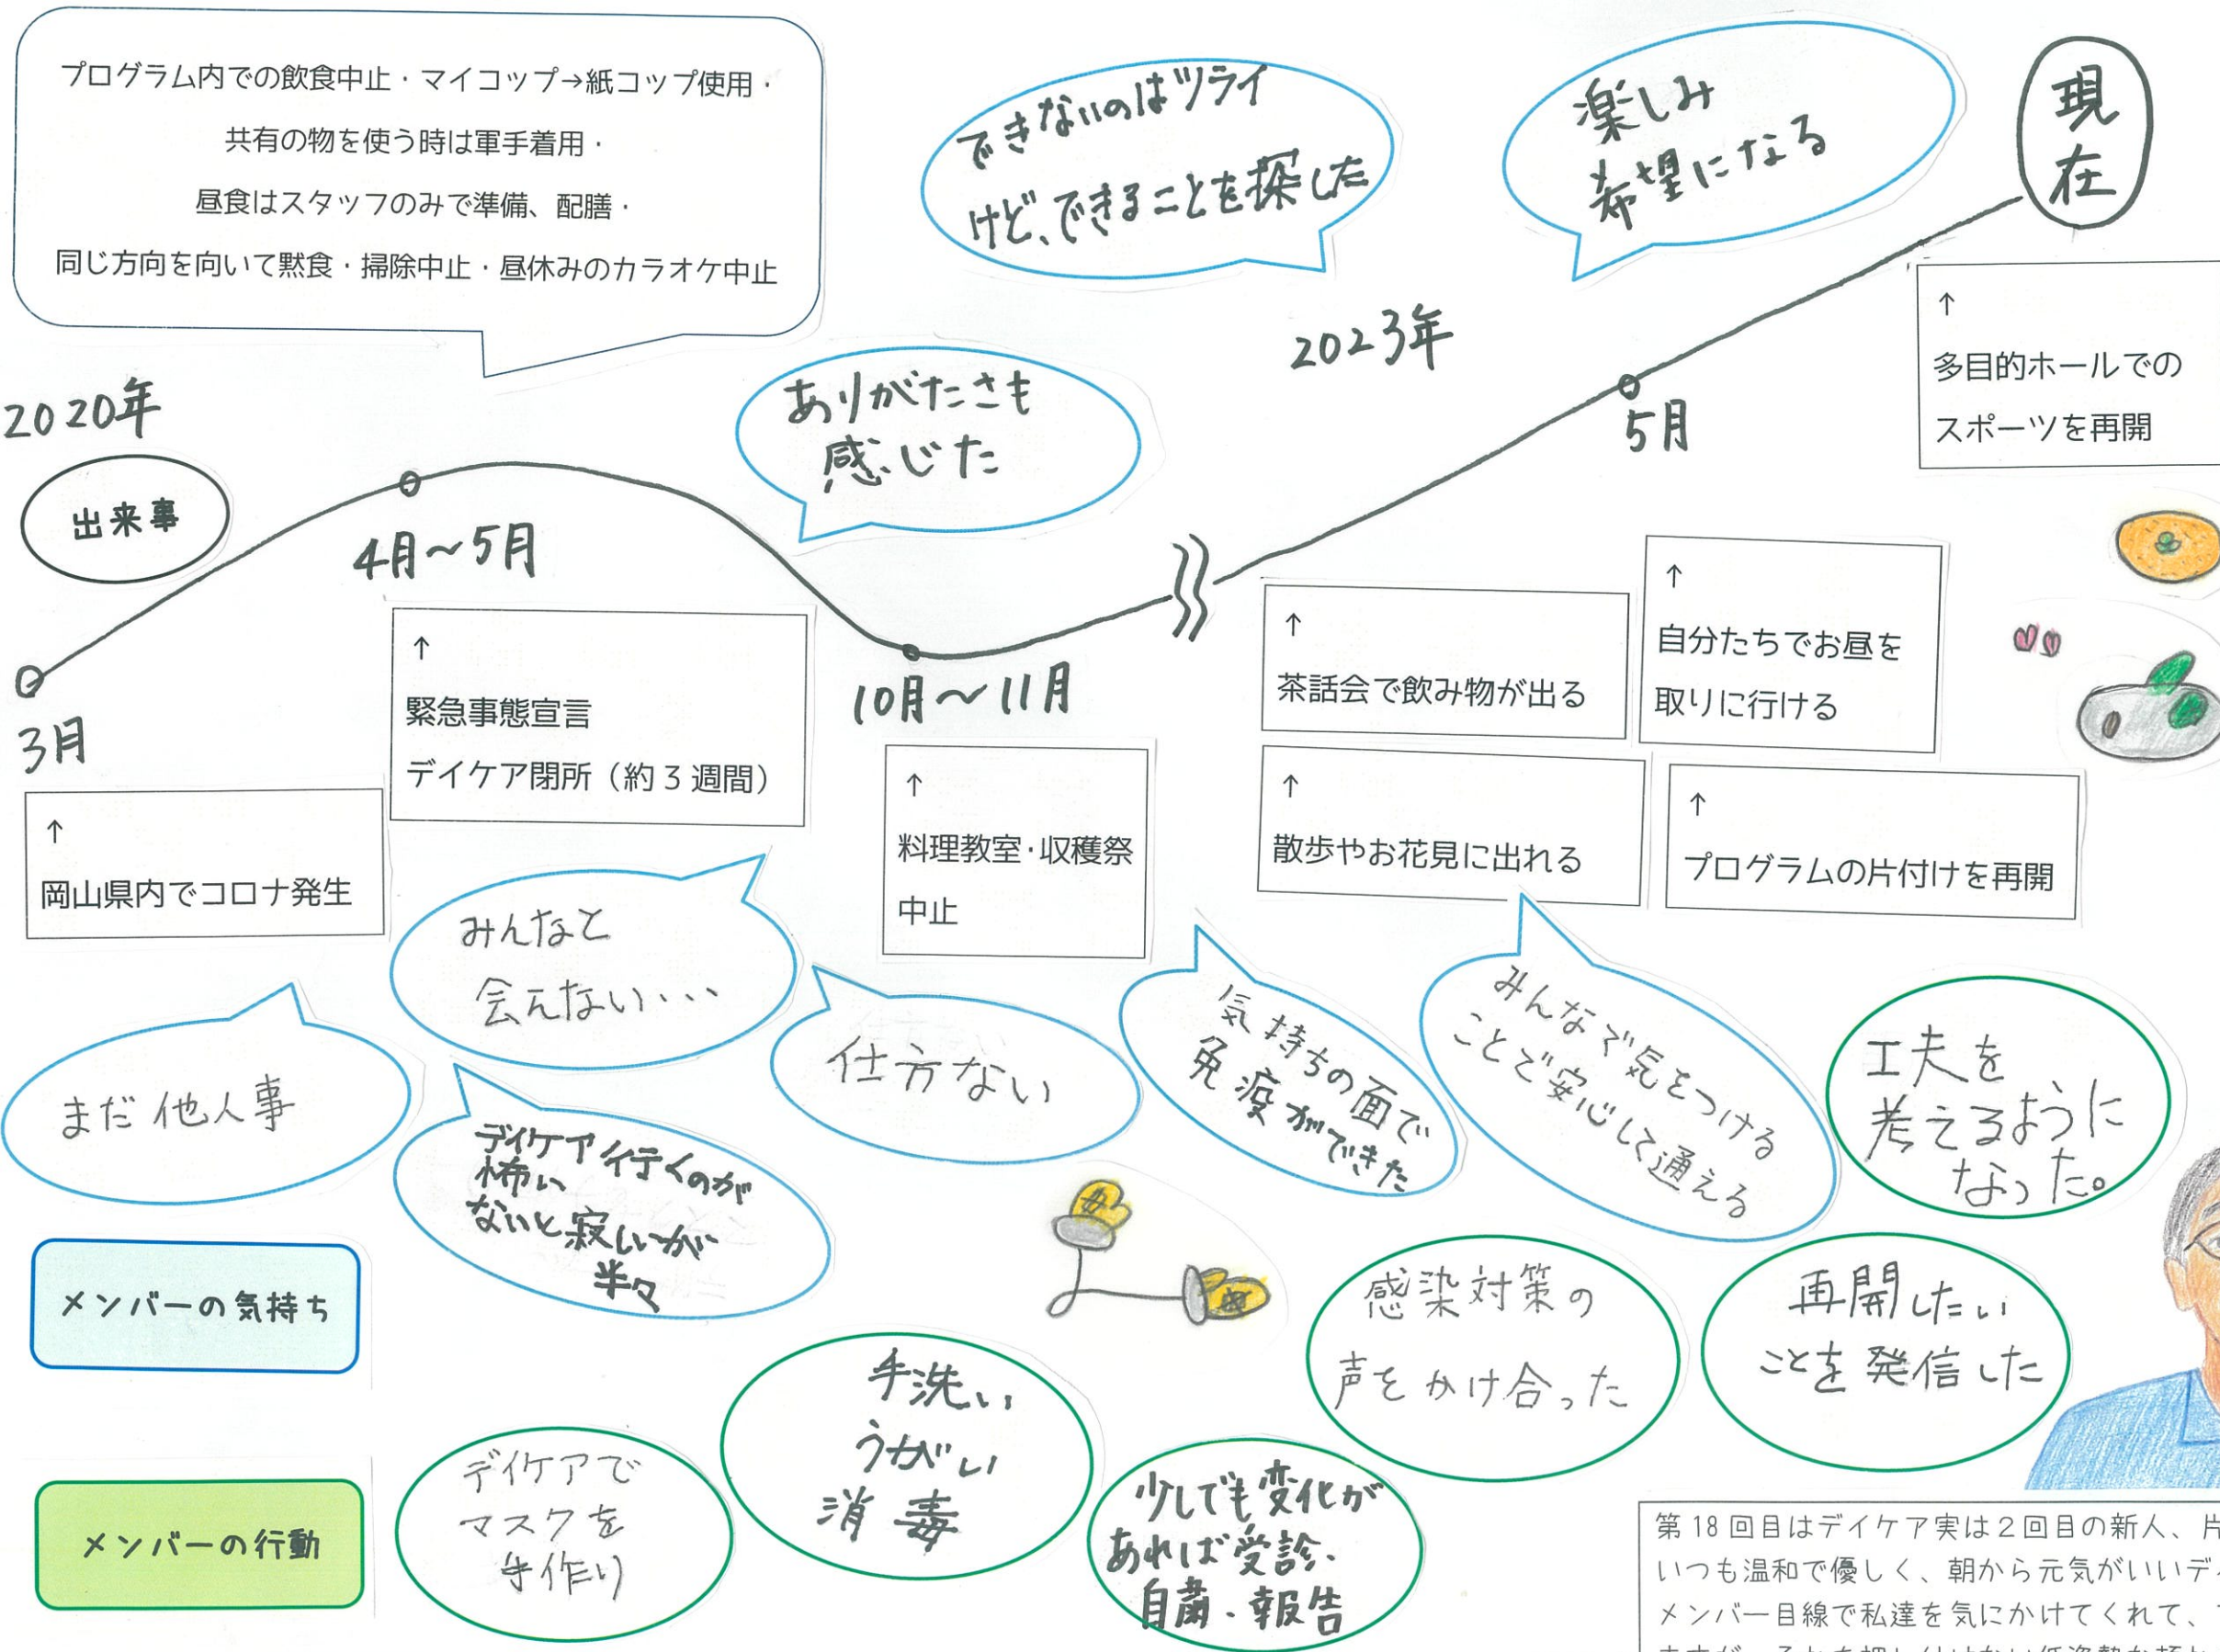 プログラム内での飲食中止・マイコップ→紙コップ使用・
共有の物を使う時は軍手着用・
昼食はスタッフのみで準備、配膳・
同じ方向を向いて黙食・掃除中止・昼休みのカラオケ中止
できないのはツライ
けど、できることを探した
楽しみ
希望になる
現在
2020年
出来事
ありがたさも
感じた
2023年
5月
↑
多目的ホールでの
スポーツを再開
3月
↑
岡山県内でコロナ発生
4月～5月
↑
緊急事態宣言
デイケア閉所（約3週間）
10月～11月
↑
料理教室・収穫祭
中止
↑
茶話会で飲み物が出る
↑
自分たちでお昼を
取りに行ける
↑
散歩やお花見に出れる
↑
プログラムの片付けを再開
まだ他人事
みんなと
会えない・・・
デイケア行くのが
怖い
ないと寂しいが
半々
仕方ない
気持ちの面で
免疫ができた
みんなで気をつける
ことで安心して通える
工夫を
考えるように
なった。
メンバーの気持ち
感染対策の
声をかけ合った
再開したい
ことを発信した
メンバーの行動
デイケアで
マスクを
手作り
手洗い
うがい
消毒
少しでも変化が
あれば受診、
自粛・報告
第18回目はデイケア実は2回目の新人、片
いつも温和で優しく、朝から元気がいいデ
メンバー目線で私達を気にかけてくれて、